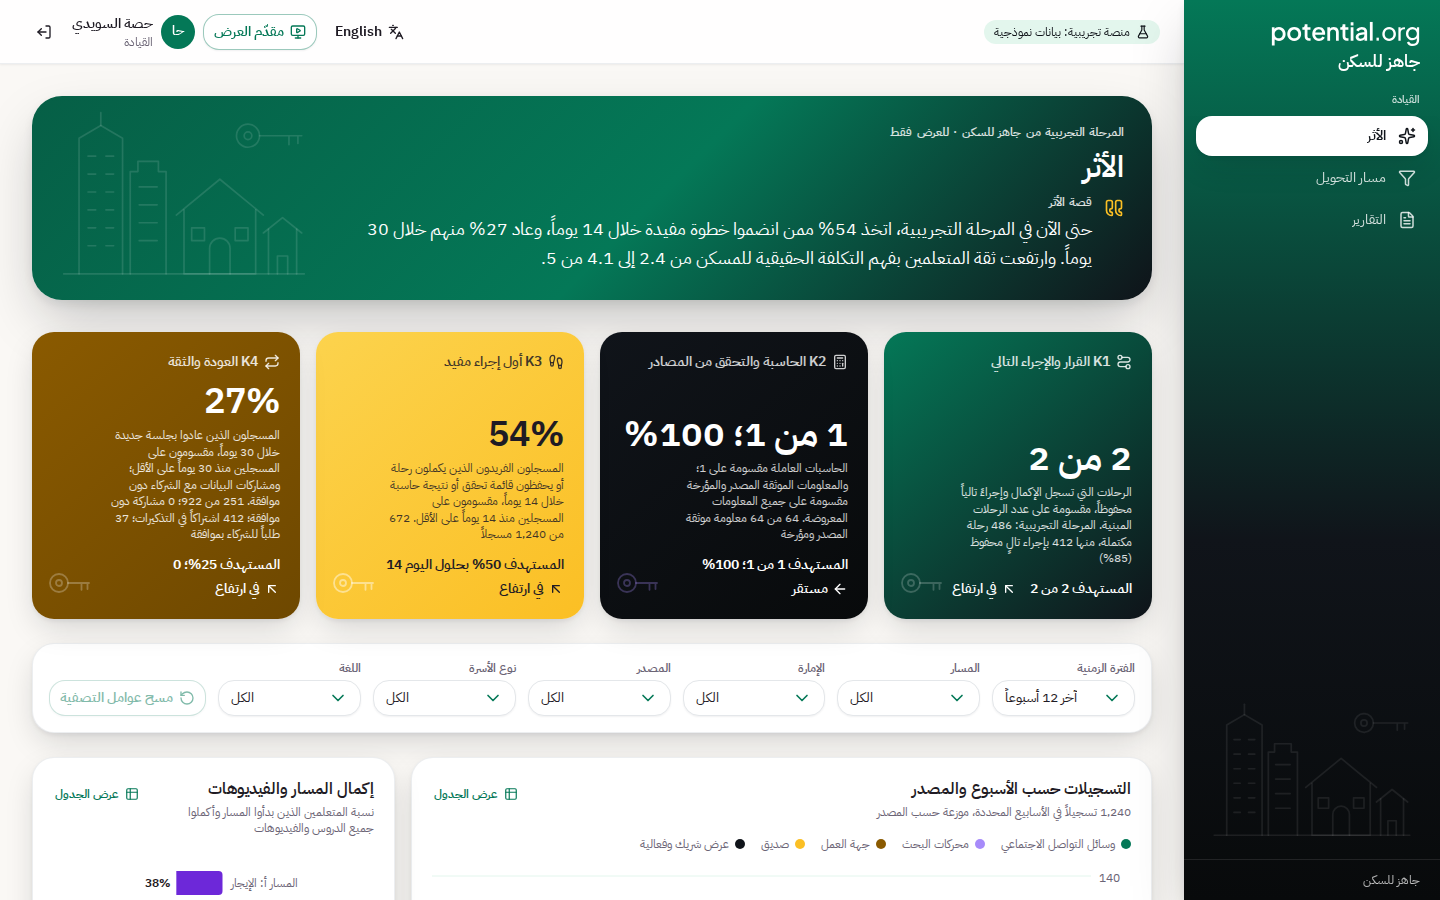 potential.org
جاهز للسكن
القيادة
الأثر
مسار التحويل
التقارير
جاهز للسكن
منصة تجريبية: بيانات نموذجية
English
مقدّم العرض
حا
حصة السويدي
القيادة
المرحلة التجريبية من جاهز للسكن · للعرض فقط
الأثر
قصة الأثر
حتى الآن في المرحلة التجريبية، اتخذ 54% ممن انضموا خطوة مفيدة خلال 14 يوماً، وعاد 27% منهم خلال 30
يوماً. وارتفعت ثقة المتعلمين بفهم التكلفة الحقيقية للمسكن من 2.4 إلى 4.1 من 5.
K1 القرار والإجراء التالي
2 من 2
الرحلات التي تسجل الإكمال وإجراءً تالياً
محفوظاً، مقسومة على عدد الرحلات
المبنية. المرحلة التجريبية: 486 رحلة
مكتملة، منها 412 بإجراء تالٍ محفوظ
(85%)
المستهدف 2 من 2
في ارتفاع
K2 الحاسبة والتحقق من المصادر
1 من 1؛ 100%
الحاسبات العاملة مقسومة على 1؛
والمعلومات الموثقة المصدر والمؤرخة
مقسومة على جميع المعلومات
المعروضة. 64 من 64 معلومة موثقة
المصدر ومؤرخة
المستهدف 1 من 1؛ 100%
مستقر
K3 أول إجراء مفيد
54%
المسجلون الفريدون الذين يكملون رحلة
أو يحفظون قائمة تحقق أو نتيجة حاسبة
خلال 14 يوماً، مقسومون على
المسجلين منذ 14 يوماً على الأقل. 672
من 1,240 مسجلاً
المستهدف 50% بحلول اليوم 14
في ارتفاع
K4 العودة والثقة
27%
المسجلون الذين عادوا بجلسة جديدة
خلال 30 يوماً، مقسومون على
المسجلين منذ 30 يوماً على الأقل؛
ومشاركات البيانات مع الشركاء دون
موافقة. 251 من 922؛ 0 مشاركة دون
موافقة؛ 412 اشتراكاً في التذكيرات؛ 37
طلباً للشركاء بموافقة
المستهدف 25%؛ 0
في ارتفاع
الفترة الزمنية
آخر 12 أسبوعاً
المسار
الكل
الإمارة
الكل
المصدر
الكل
نوع الأسرة
الكل
اللغة
الكل
مسح عوامل التصفية
التسجيلات حسب الأسبوع والمصدر
عرض الجدول
1,240 تسجيلاً في الأسابيع المحددة، موزعة حسب المصدر
وسائل التواصل الاجتماعي
محركات البحث
جهة العمل
صديق
عرض شريك وفعالية
140
إكمال المسار والفيديوهات
عرض الجدول
نسبة المتعلمين الذين بدأوا المسار وأكملوا
جميع الدروس والفيديوهات
المسار أ: الإيجار
38%